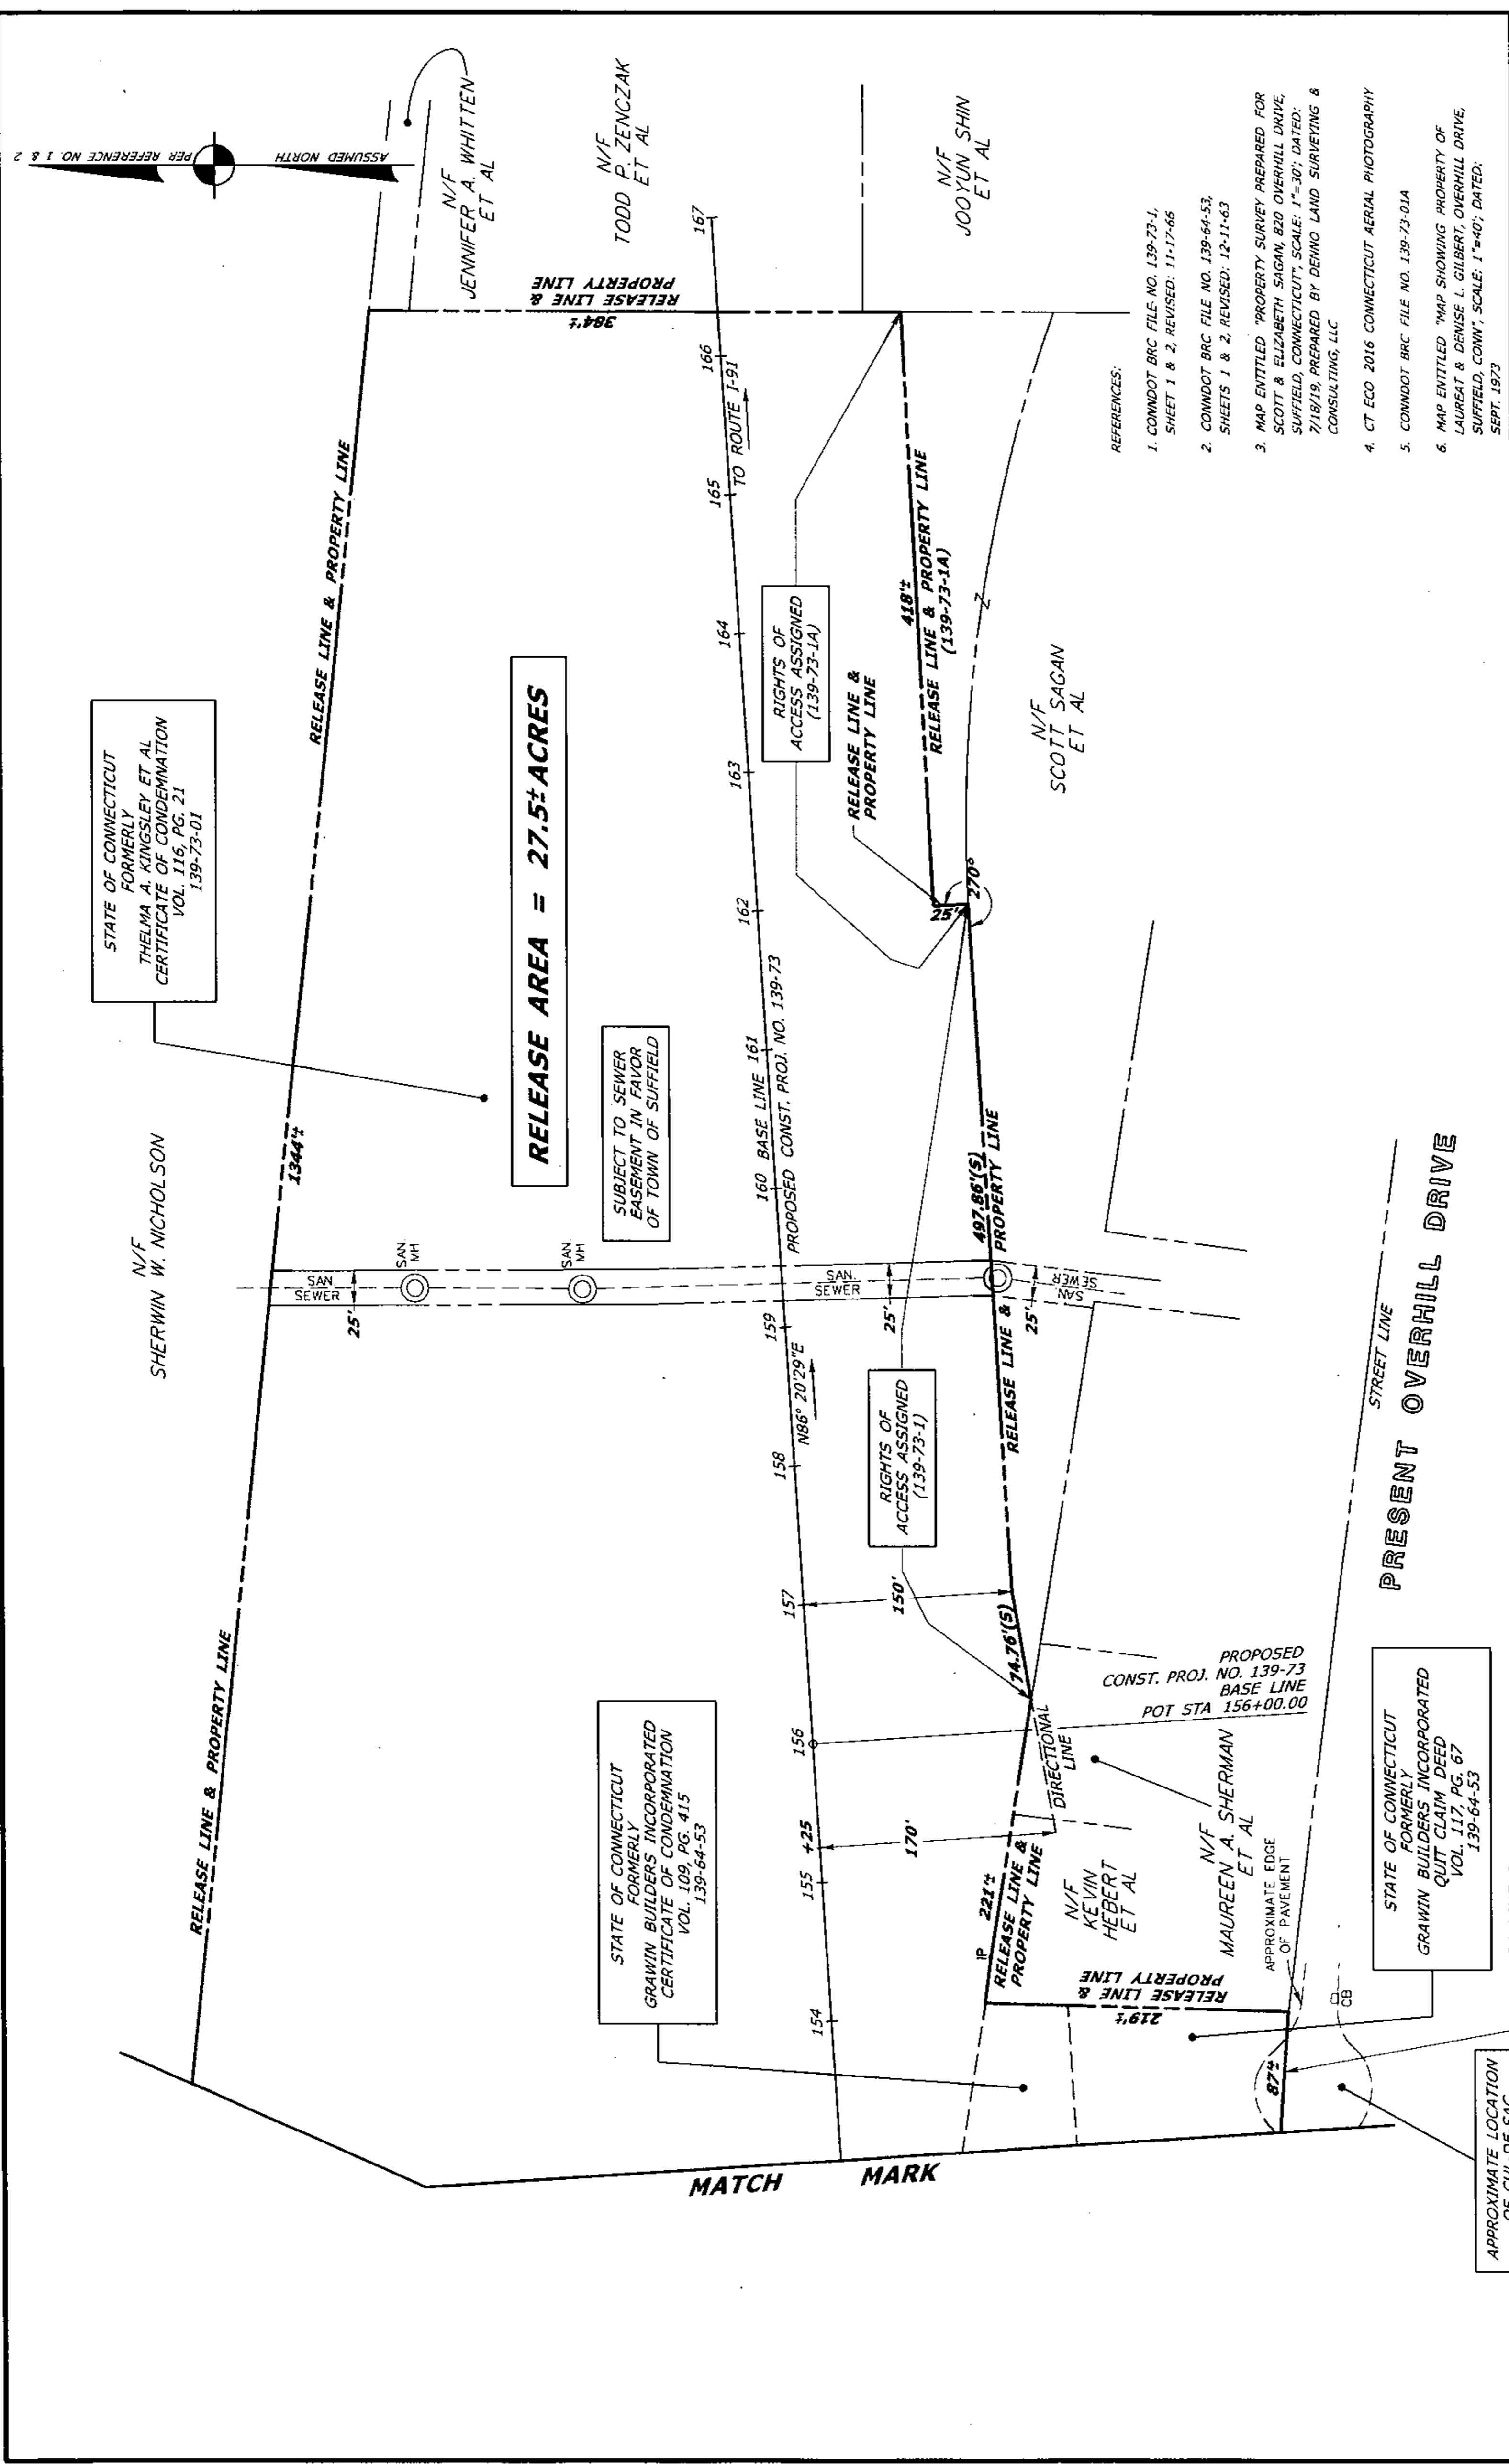 PER REFERENCE NO. 1 & 2
ASSUMED NORTH
N/F
JENNIFER A. WHITTEN
ET AL
N/F
TODD P. ZENCZAK
ET AL
N/F
JOOYUN SHIN
ET AL
STATE OF CONNECTICUT
FORMERLY
THELMA A. KINGSLEY ET AL
CERTIFICATE OF CONDEMNATION
VOL. 116, PG. 21
139-73-01
N/F
SHERWIN W. NICHOLSON
RELEASE LINE & PROPERTY LINE
1344'±
RELEASE LINE & PROPERTY LINE
RELEASE LINE &
PROPERTY LINE
384'±
RELEASE AREA = 27.5± ACRES
SUBJECT TO SEWER
EASEMENT IN FAVOR
OF TOWN OF SUFFIELD
SAN.
MH
SAN.
MH
SAN.
SEWER
25'
SAN.
SEWER
25'
SAN.
SEWER
25'
154
155
+25
156
157
158
159
160
BASE LINE
161
162
163
164
165
166
167
N86° 20'29"E
PROPOSED CONST. PROJ. NO. 139-73
TO ROUTE I-91
RIGHTS OF
ACCESS ASSIGNED
(139-73-1A)
RELEASE LINE &
PROPERTY LINE
418'±
RELEASE LINE & PROPERTY LINE
(139-73-1A)
25'
270°
N/F
SCOTT SAGAN
ET AL
RIGHTS OF
ACCESS ASSIGNED
(139-73-1)
497.86'(S)
RELEASE LINE &
PROPERTY LINE
150'
74.76'(S)
170'
DIRECTIONAL
LINE
PROPOSED
CONST. PROJ. NO. 139-73
BASE LINE
POT STA 156+00.00
STATE OF CONNECTICUT
FORMERLY
GRAWIN BUILDERS INCORPORATED
CERTIFICATE OF CONDEMNATION
VOL. 109, PG. 415
139-64-53
IP
221'±
RELEASE LINE &
PROPERTY LINE
N/F
KEVIN
HEBERT
ET AL
N/F
MAUREEN A. SHERMAN
ET AL
RELEASE LINE &
PROPERTY LINE
219'±
APPROXIMATE EDGE
OF PAVEMENT
CB
87'±
STREET LINE
PRESENT OVERHILL DRIVE
STATE OF CONNECTICUT
FORMERLY
GRAWIN BUILDERS INCORPORATED
QUIT CLAIM DEED
VOL. 117, PG. 67
139-64-53
APPROXIMATE LOCATION
OF CUL-DE-SAC
MATCH MARK
REFERENCES:
1. CONNDOT BRC FILE NO. 139-73-1,
SHEET 1 & 2, REVISED: 11-17-66
2. CONNDOT BRC FILE NO. 139-64-53,
SHEETS 1 & 2, REVISED: 12-11-63
3. MAP ENTITLED "PROPERTY SURVEY PREPARED FOR
SCOTT & ELIZABETH SAGAN, 820 OVERHILL DRIVE,
SUFFIELD, CONNECTICUT", SCALE: 1"=30'; DATED:
7/18/19, PREPARED BY DENNO LAND SURVEYING &
CONSULTING, LLC
4. CT ECO 2016 CONNECTICUT AERIAL PHOTOGRAPHY
5. CONNDOT BRC FILE NO. 139-73-01A
6. MAP ENTITLED "MAP SHOWING PROPERTY OF
LAUREAT & DENISE L. GILBERT, OVERHILL DRIVE,
SUFFIELD, CONN", SCALE: 1"=40'; DATED:
SEPT. 1973